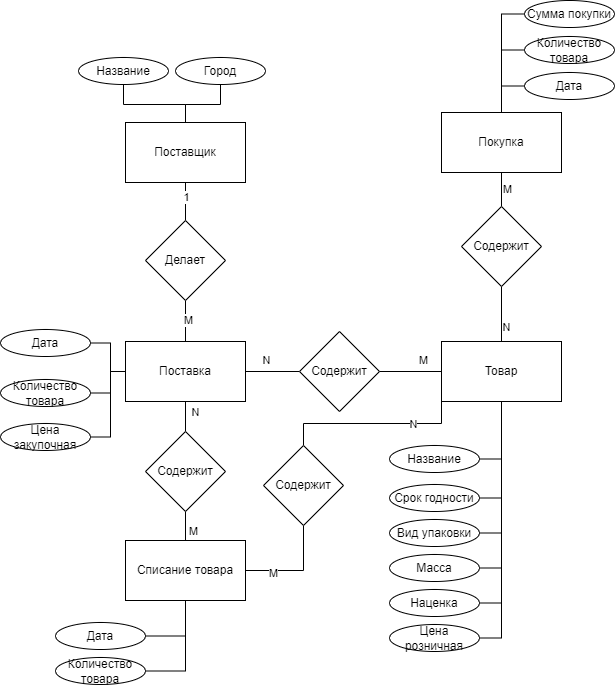 Сумма покупки
Количество
товара
Дата
Название
Город
Поставщик
Покупка
1
M
Делает
Содержит
M
N
Дата
Поставка
N
Содержит
M
Товар
Количество
товара
Цена
закупочная
N
N
Содержит
Содержит
Название
Срок годности
Вид упаковки
Масса
Наценка
Цена
розничная
M
Списание товара
M
Дата
Количество
товара